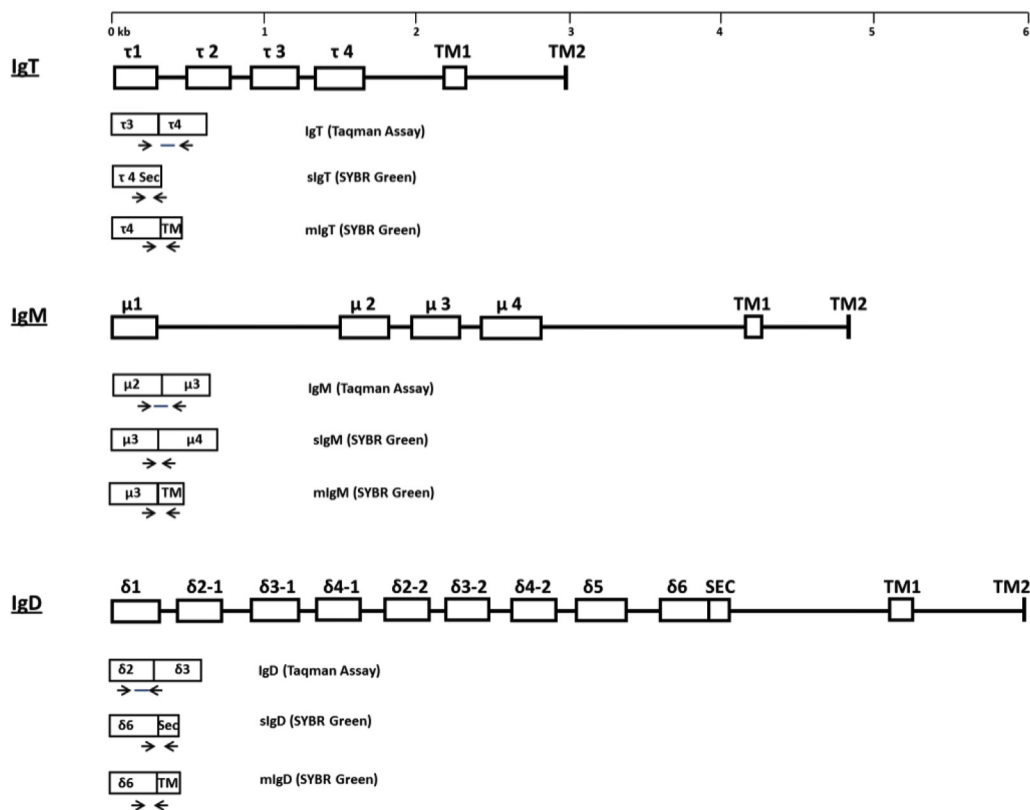 0 kb 1 2 3 4 5 6
τ1 τ 2 τ 3 τ 4 TM1 TM2
IgT
τ3 τ4
IgT (Taqman Assay)
τ 4 Sec
sIgT (SYBR Green)
τ4 TM
mIgT (SYBR Green)
μ1 μ 2 μ 3 μ 4 TM1 TM2
IgM
μ2 μ3
IgM (Taqman Assay)
μ3 μ4
sIgM (SYBR Green)
μ3 TM
mIgM (SYBR Green)
δ1 δ2-1 δ3-1 δ4-1 δ2-2 δ3-2 δ4-2 δ5 δ6 SEC TM1 TM2
IgD
δ2 δ3
IgD (Taqman Assay)
δ6 Sec
sIgD (SYBR Green)
δ6 TM
mIgD (SYBR Green)